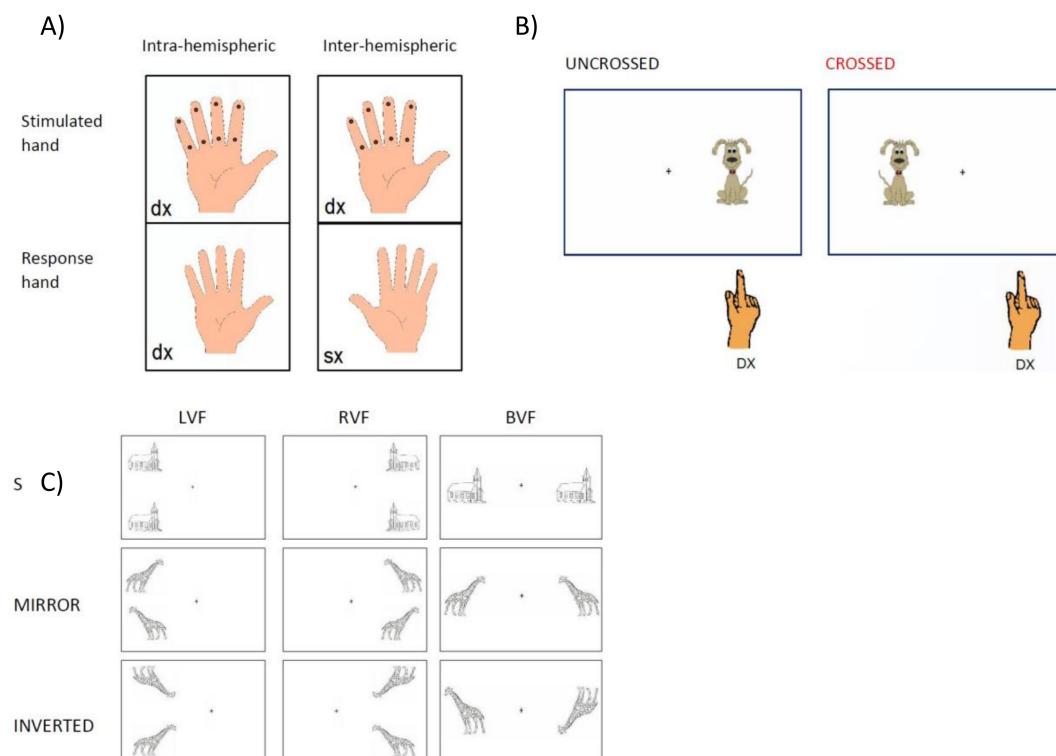 A)
Intra-hemispheric
Inter-hemispheric
Stimulated
hand
dx
dx
Response
hand
dx
sx
B)
UNCROSSED
CROSSED
DX
DX
LVF
RVF
BVF
S
C)
MIRROR
INVERTED